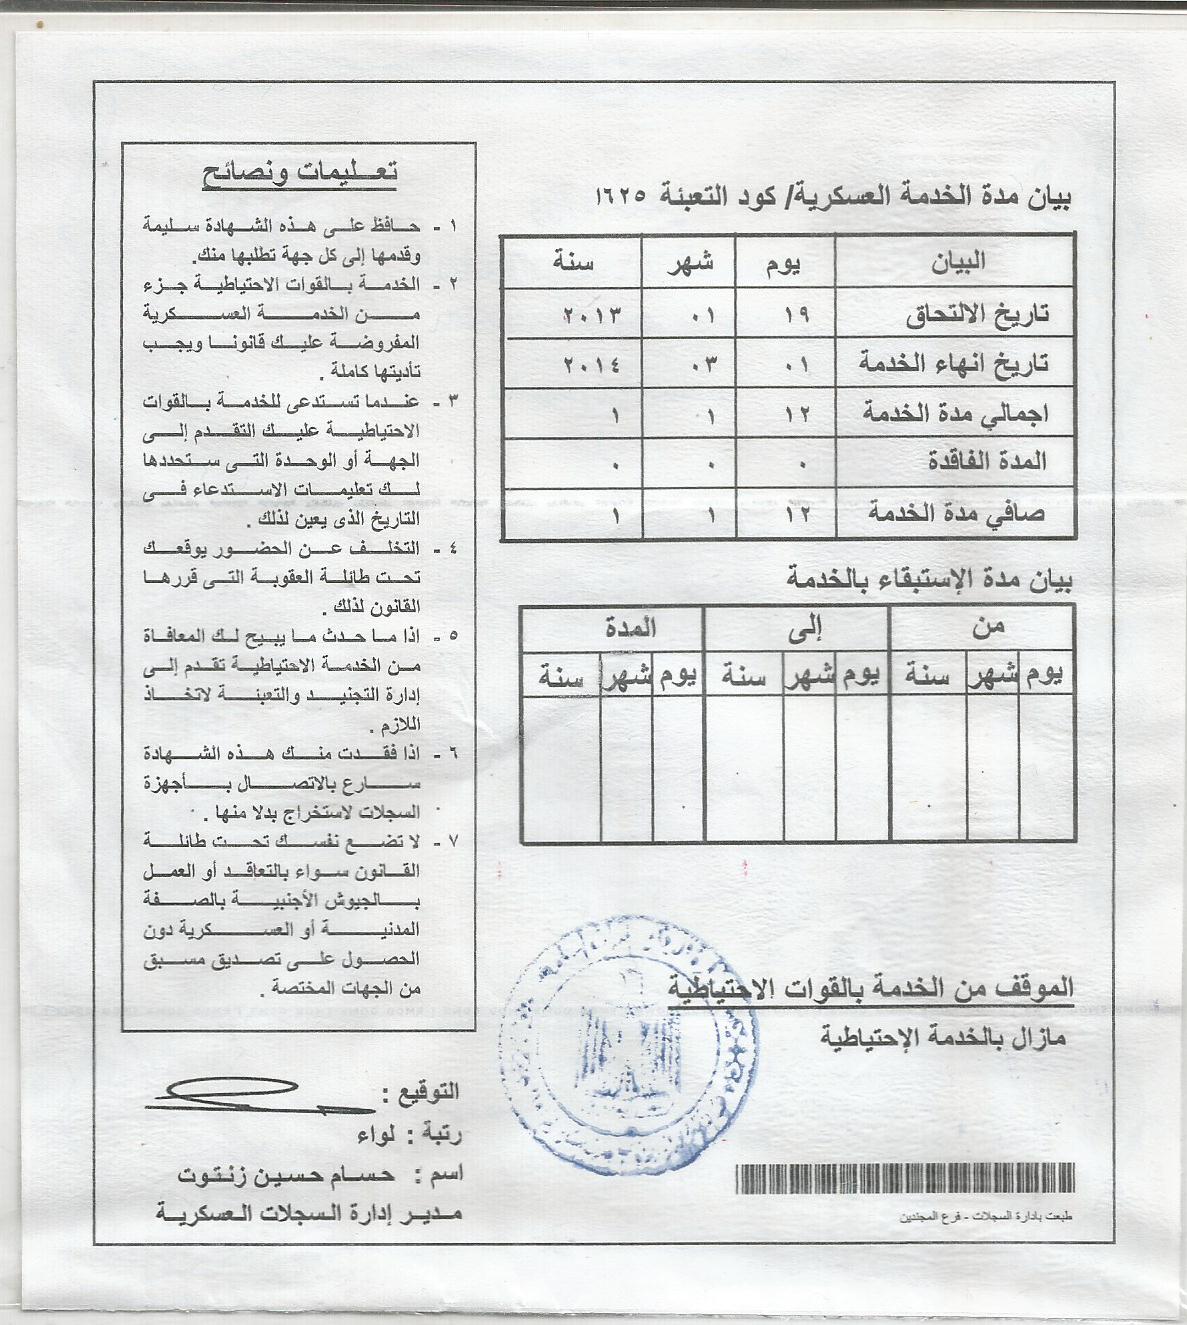 بيان مدة الخدمة العسكرية/ كود التعبئة ١٦٢٥
البيان يوم شهر سنة
تاريخ الالتحاق ١٩ ٠١ ٢٠١٣
تاريخ انهاء الخدمة ٠١ ٠٣ ٢٠١٤
اجمالي مدة الخدمة ١٢ ١ ١
المدة الفاقدة ٠ ٠ ٠
صافي مدة الخدمة ١٢ ١ ١
بيان مدة الإستبقاء بالخدمة
من إلى المدة
يوم شهر سنة يوم شهر سنة يوم شهر سنة
الموقف من الخدمة بالقوات الإحتياطية
مازال بالخدمة الإحتياطية
طبعت بادارة السجلات - فرع المجندين
تعليمات ونصائح
١ - حافظ على هذه الشهادة سليمة
وقدمها إلى كل جهة تطلبها منك.
٢ - الخدمة بالقوات الاحتياطية جزء
من الخدمة العسكرية
المفروضة عليك قانونا ويجب
تأديتها كاملة .
٣ - عندما تستدعى للخدمة بالقوات
الاحتياطية عليك التقدم إلى
الجهة أو الوحدة التى ستحددها
لك تعليمات الاستدعاء فى
التاريخ الذى يعين لذلك .
٤ - التخلف عن الحضور يوقعك
تحت طائلة العقوبة التى قررها
القانون لذلك .
٥ - اذا ما حدث ما يبيح لك المعافاة
من الخدمة الاحتياطية تقدم إلى
إدارة التجنيد والتعبئة لاتخاذ
اللازم .
٦ - اذا فقدت منك هذه الشهادة
سارع بالاتصال بأجهزة
السجلات لاستخراج بدلا منها .
٧ - لا تضع نفسك تحت طائلة
القانون سواء بالتعاقد أو العمل
بالجيوش الأجنبية بالصفة
المدنية أو العسكرية دون
الحصول على تصديق مسبق
من الجهات المختصة .
التوقيع :
رتبة : لواء
اسم : حسام حسين زنتوت
مدير إدارة السجلات العسكرية